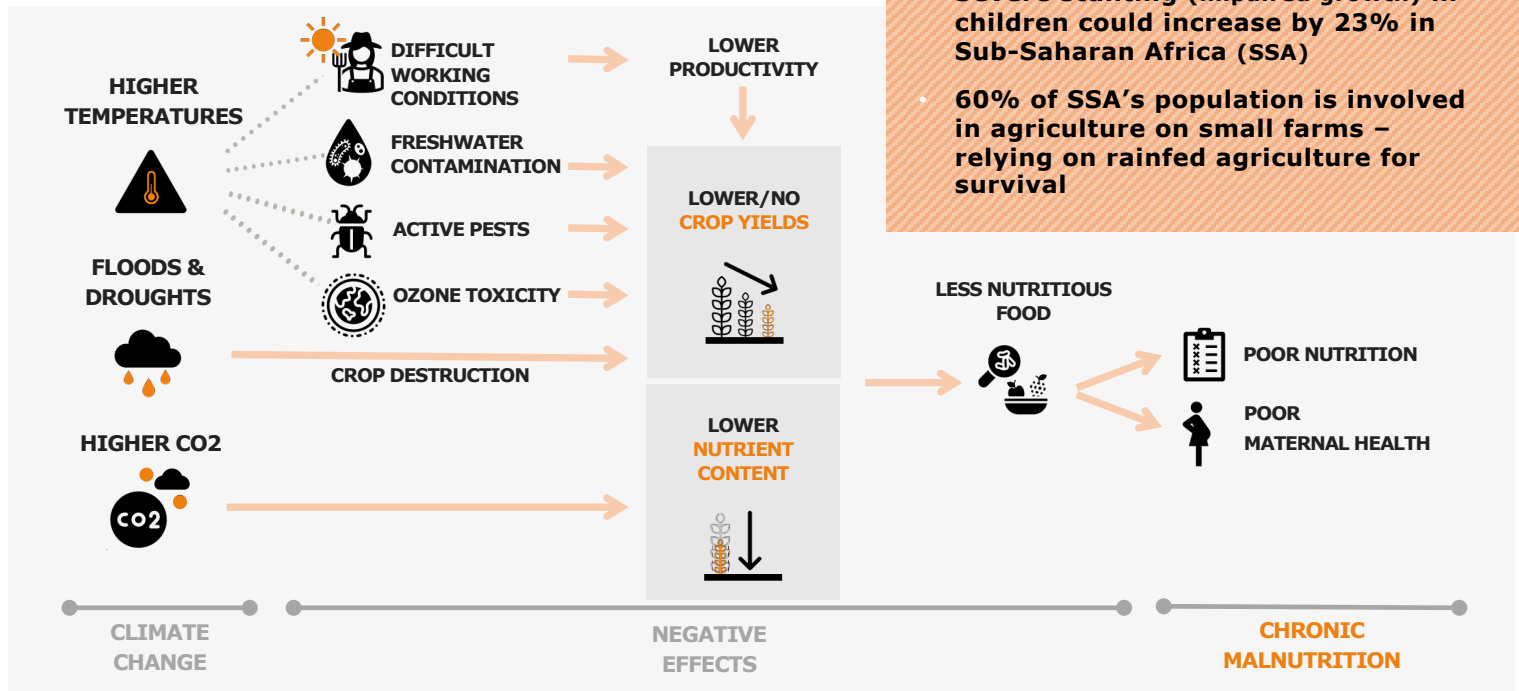 children could increase by 23% in
Sub-Saharan Africa (SSA)
60% of SSA’s population is involved
in agriculture on small farms –
relying on rainfed agriculture for
survival
HIGHER
TEMPERATURES
DIFFICULT
WORKING
CONDITIONS
LOWER
PRODUCTIVITY
FRESHWATER
CONTAMINATION
ACTIVE PESTS
OZONE TOXICITY
LOWER/NO
CROP YIELDS
FLOODS &
DROUGHTS
CROP DESTRUCTION
LESS NUTRITIOUS
FOOD
POOR NUTRITION
POOR
MATERNAL HEALTH
HIGHER CO2
CO2
LOWER
NUTRIENT
CONTENT
CLIMATE
CHANGE
NEGATIVE
EFFECTS
CHRONIC
MALNUTRITION